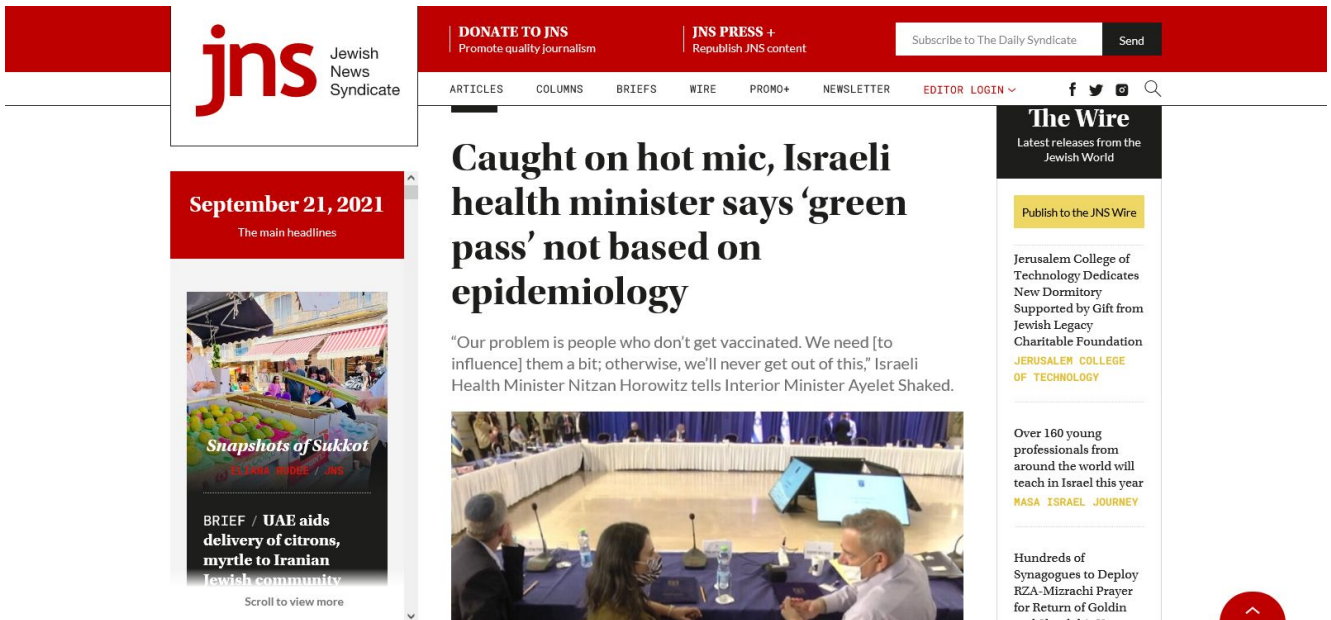 jns
Jewish
News
Syndicate
DONATE TO JNS
Promote quality journalism
JNS PRESS +
Republish JNS content
Subscribe to The Daily Syndicate
Send
ARTICLES
COLUMNS
BRIEFS
WIRE
PROMO+
NEWSLETTER
EDITOR LOGIN
September 21, 2021
The main headlines
Snapshots of Sukkot
ELIANA RUDEE / JNS
BRIEF / UAE aids
delivery of citrons,
myrtle to Iranian
Jewish community
Scroll to view more
Caught on hot mic, Israeli
health minister says ‘green
pass’ not based on
epidemiology
“Our problem is people who don’t get vaccinated. We need [to
influence] them a bit; otherwise, we’ll never get out of this,” Israeli
Health Minister Nitzan Horowitz tells Interior Minister Ayelet Shaked.
The Wire
Latest releases from the
Jewish World
Publish to the JNS Wire
Jerusalem College of
Technology Dedicates
New Dormitory
Supported by Gift from
Jewish Legacy
Charitable Foundation
JERUSALEM COLLEGE
OF TECHNOLOGY
Over 160 young
professionals from
around the world will
teach in Israel this year
MASA ISRAEL JOURNEY
Hundreds of
Synagogues to Deploy
RZA-Mizrachi Prayer
for Return of Goldin